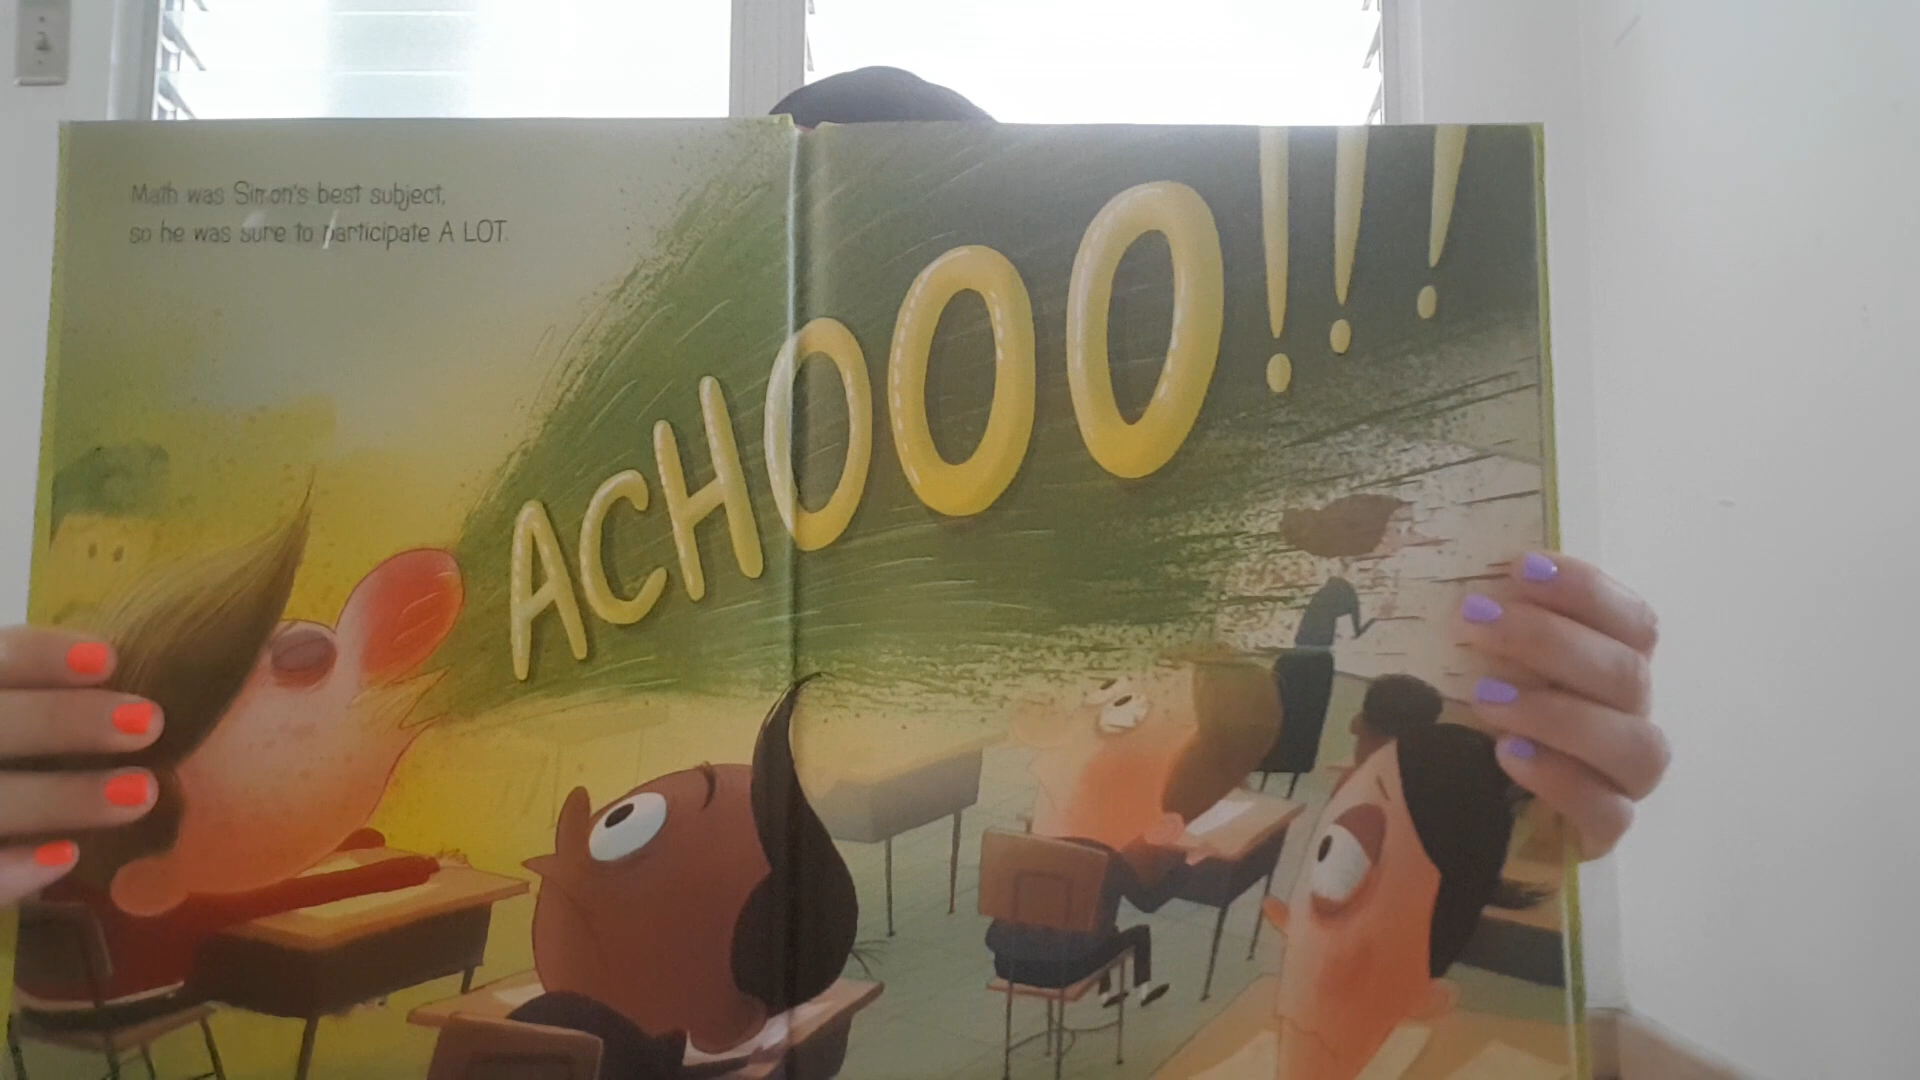 Math was Simon's best subject,
so he was sure to participate A LOT.
ACHOOO!!!